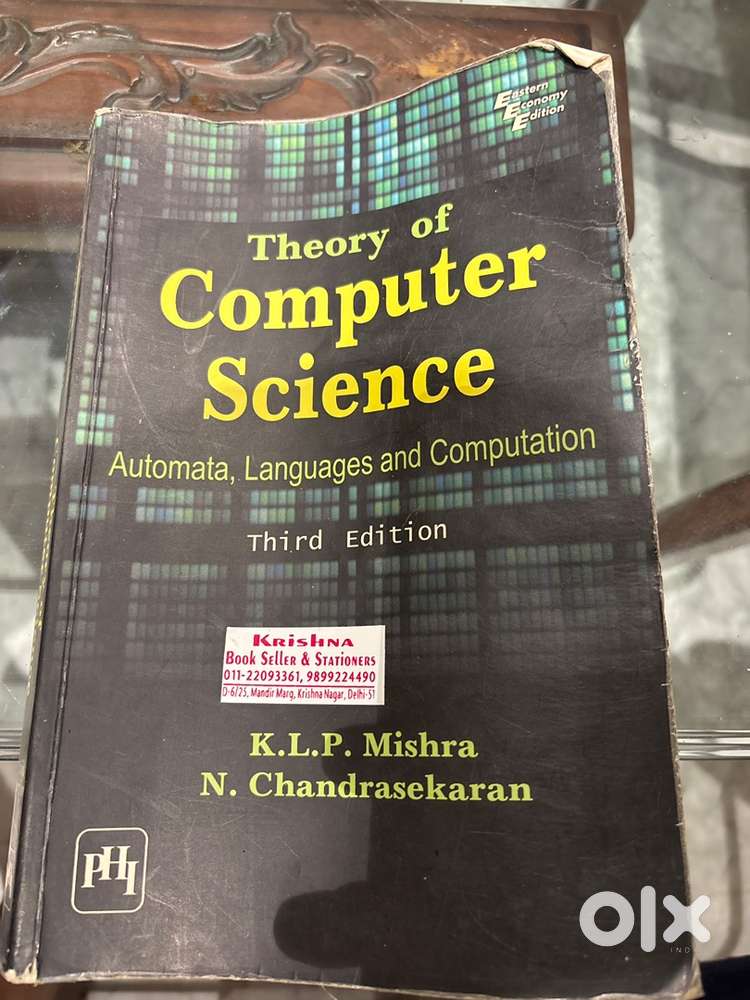 Eastern
Economy
Edition
Theory of
Computer
Science
Automata, Languages and Computation
Third Edition
KRISHNA
BOOK SELLER & STATIONERS
011-22093361, 9899224490
D-6/25, Mandir Marg, Krishna Nagar, Delhi-51
K.L.P. Mishra
N. Chandrasekaran
PHI
olx
INDIA